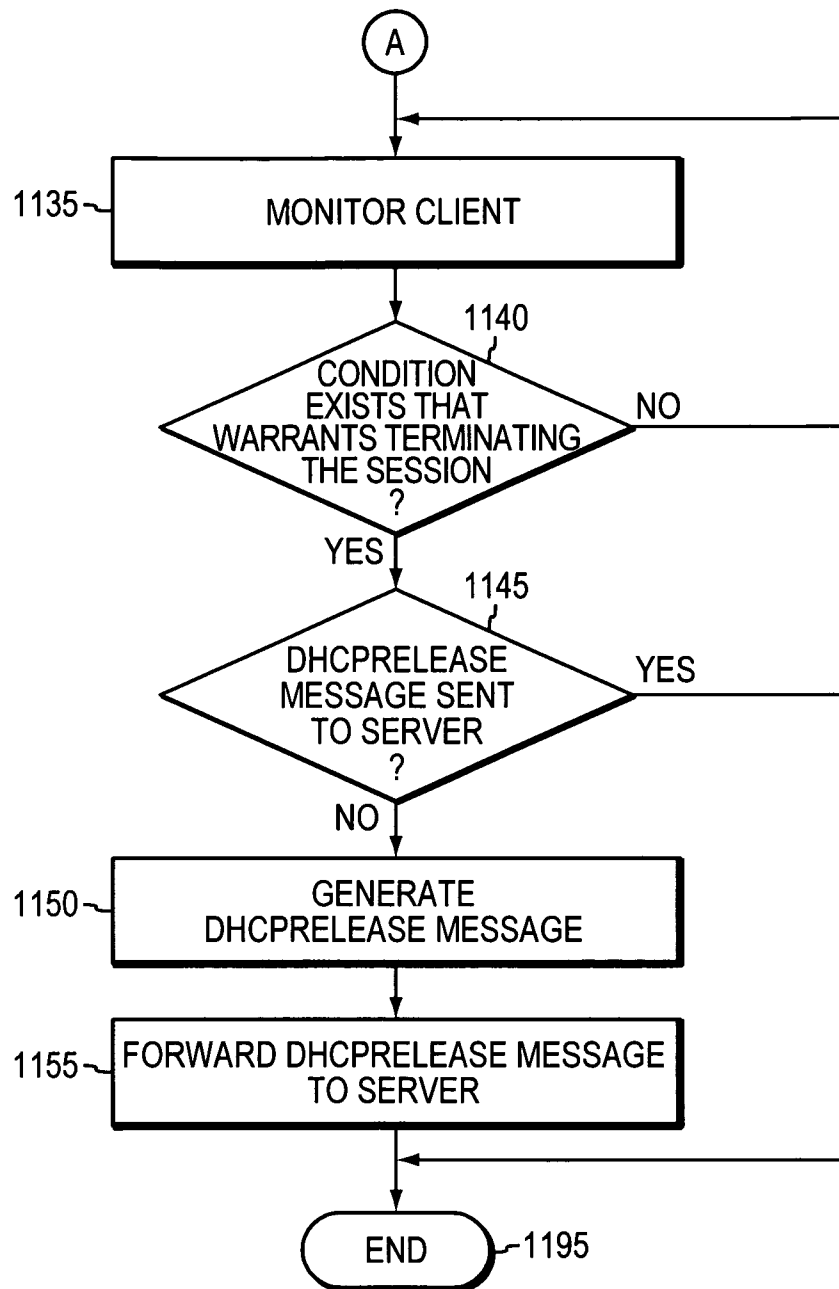 A
1135
MONITOR CLIENT
1140
CONDITION
EXISTS THAT
WARRANTS TERMINATING
THE SESSION
?
NO
YES
1145
DHCPRELEASE
MESSAGE SENT
TO SERVER
?
YES
NO
1150
GENERATE
DHCPRELEASE MESSAGE
1155
FORWARD DHCPRELEASE MESSAGE
TO SERVER
END
1195